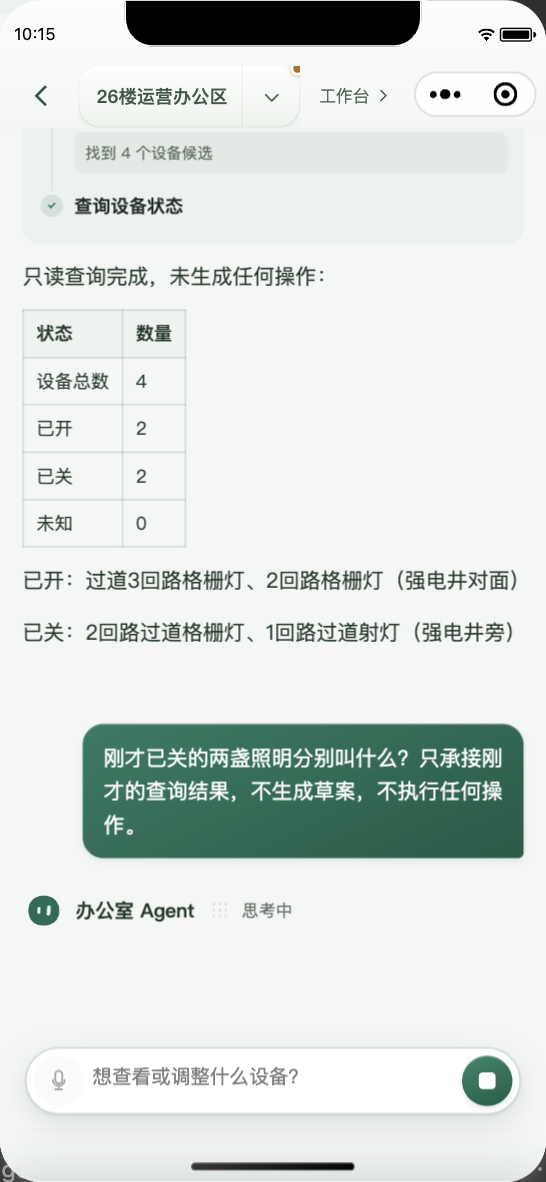 10:15
26楼运营办公区
工作台
找到 4 个设备候选
查询设备状态
只读查询完成，未生成任何操作：
状态 数量
设备总数 4
已开 2
已关 2
未知 0
已开：过道3回路格栅灯、2回路格栅灯（强电井对面）
已关：2回路过道格栅灯、1回路过道射灯（强电井旁）
刚才已关的两盏照明分别叫什么？只承接刚
才的查询结果，不生成草案，不执行任何操
作。
办公室 Agent 思考中
想查看或调整什么设备？